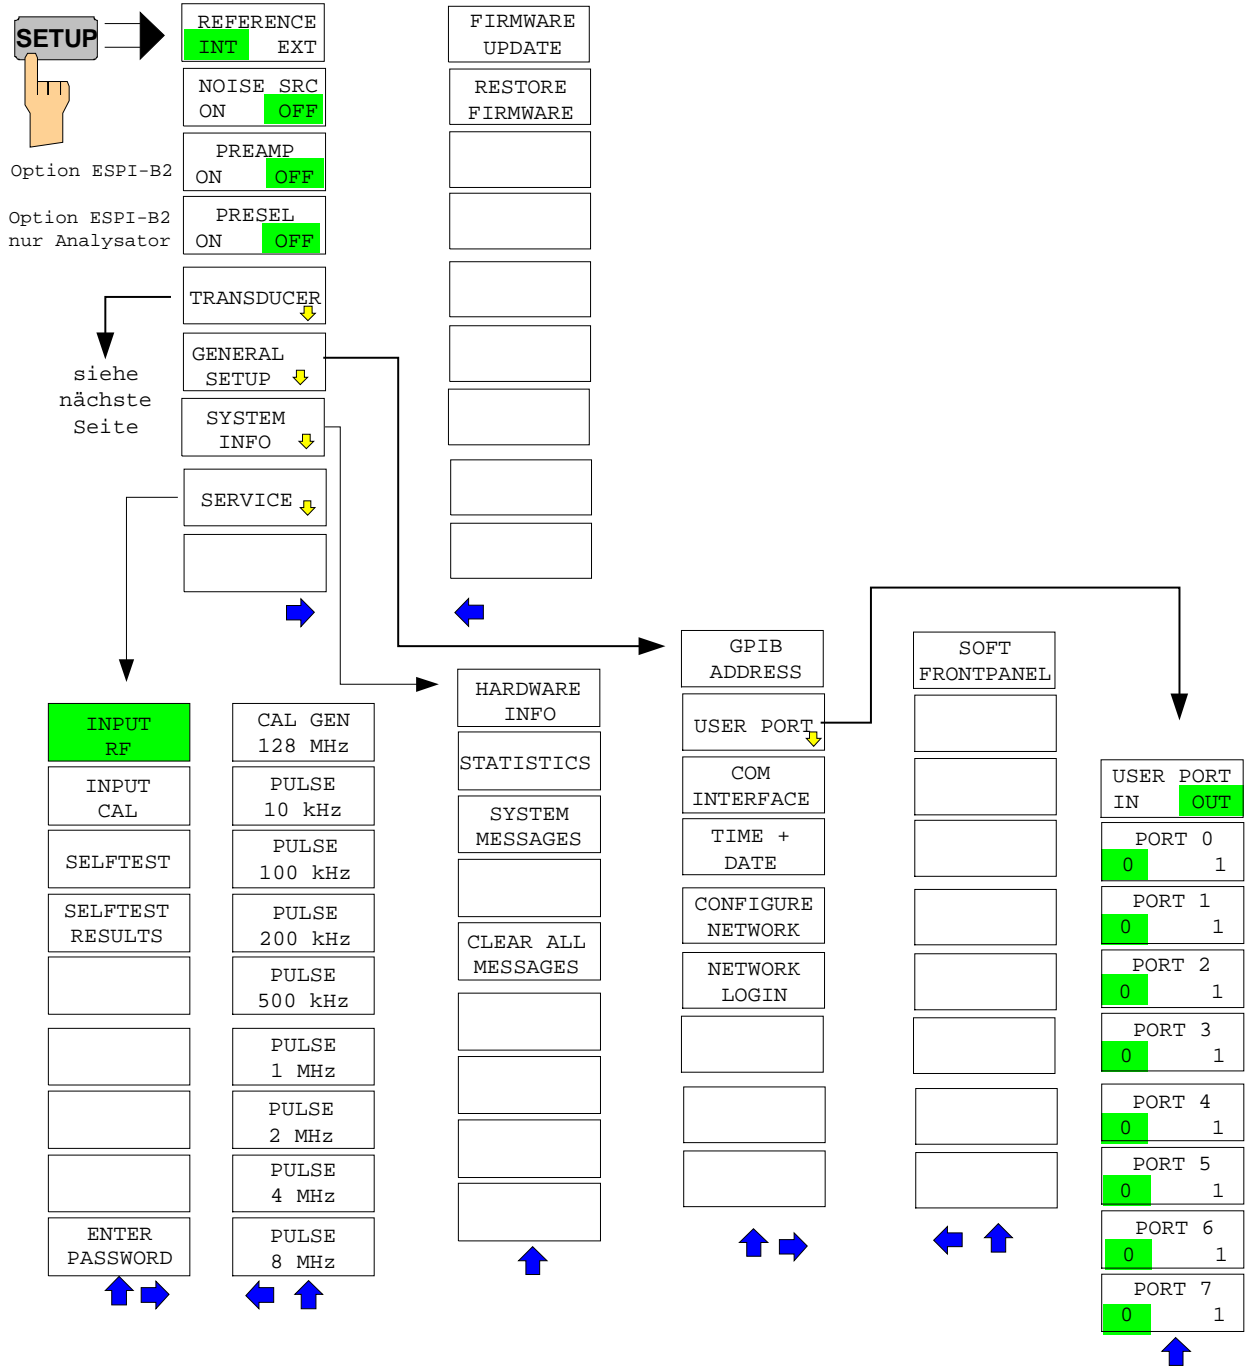 SETUP
REFERENCE
INT EXT
NOISE SRC
ON OFF
Option ESPI-B2
PREAMP
ON OFF
Option ESPI-B2
nur Analysator
PRESEL
ON OFF
TRANSDUCER
siehe
nächste
Seite
GENERAL
SETUP
SYSTEM
INFO
SERVICE
FIRMWARE
UPDATE
RESTORE
FIRMWARE
INPUT
RF
INPUT
CAL
SELFTEST
SELFTEST
RESULTS
ENTER
PASSWORD
CAL GEN
128 MHz
PULSE
10 kHz
PULSE
100 kHz
PULSE
200 kHz
PULSE
500 kHz
PULSE
1 MHz
PULSE
2 MHz
PULSE
4 MHz
PULSE
8 MHz
HARDWARE
INFO
STATISTICS
SYSTEM
MESSAGES
CLEAR ALL
MESSAGES
GPIB
ADDRESS
USER PORT
COM
INTERFACE
TIME +
DATE
CONFIGURE
NETWORK
NETWORK
LOGIN
SOFT
FRONTPANEL
USER PORT
IN OUT
PORT 0
0 1
PORT 1
0 1
PORT 2
0 1
PORT 3
0 1
PORT 4
0 1
PORT 5
0 1
PORT 6
0 1
PORT 7
0 1